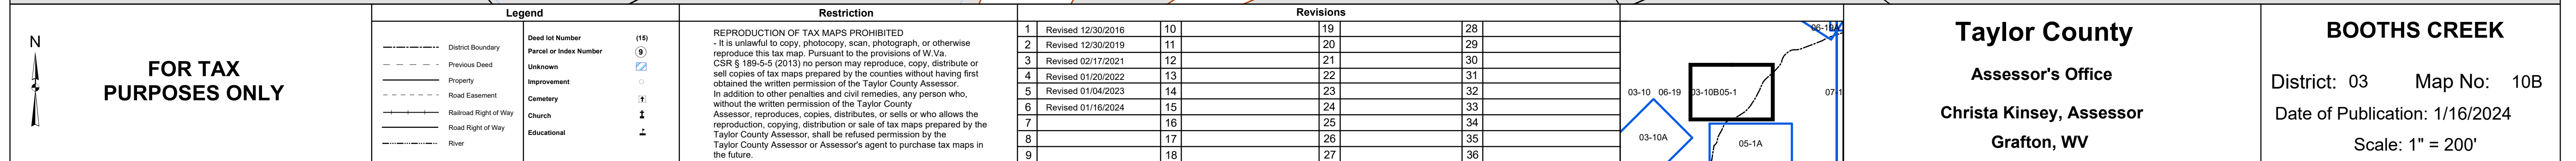 N
FOR TAX
PURPOSES ONLY
Legend
District Boundary
Previous Deed
Property
Road Easement
Railroad Right of Way
Road Right of Way
River
Deed lot Number (15)
Parcel or Index Number 9
Unknown
Improvement
Cemetery
Church
Educational
Restriction
REPRODUCTION OF TAX MAPS PROHIBITED
- It is unlawful to copy, photocopy, scan, photograph, or otherwise
reproduce this tax map. Pursuant to the provisions of W.Va.
CSR § 189-5-5 (2013) no person may reproduce, copy, distribute or
sell copies of tax maps prepared by the counties without having first
obtained the written permission of the Taylor County Assessor.
In addition to other penalties and civil remedies, any person who,
without the written permission of the Taylor County
Assessor, reproduces, copies, distributes, or sells or who allows the
reproduction, copying, distribution or sale of tax maps prepared by the
Taylor County Assessor, shall be refused permission by the
Taylor County Assessor or Assessor's agent to purchase tax maps in
the future.
Revisions
1 Revised 12/30/2016 10 19 28
2 Revised 12/30/2019 11 20 29
3 Revised 02/17/2021 12 21 30
4 Revised 01/20/2022 13 22 31
5 Revised 01/04/2023 14 23 32
6 Revised 01/16/2024 15 24 33
7 16 25 34
8 17 26 35
9 18 27 36
03-10 06-19 03-10B 05-1 07-1
03-10A
05-1A
Taylor County
Assessor's Office
Christa Kinsey, Assessor
Grafton, WV
BOOTHS CREEK
District: 03 Map No: 10B
Date of Publication: 1/16/2024
Scale: 1" = 200'